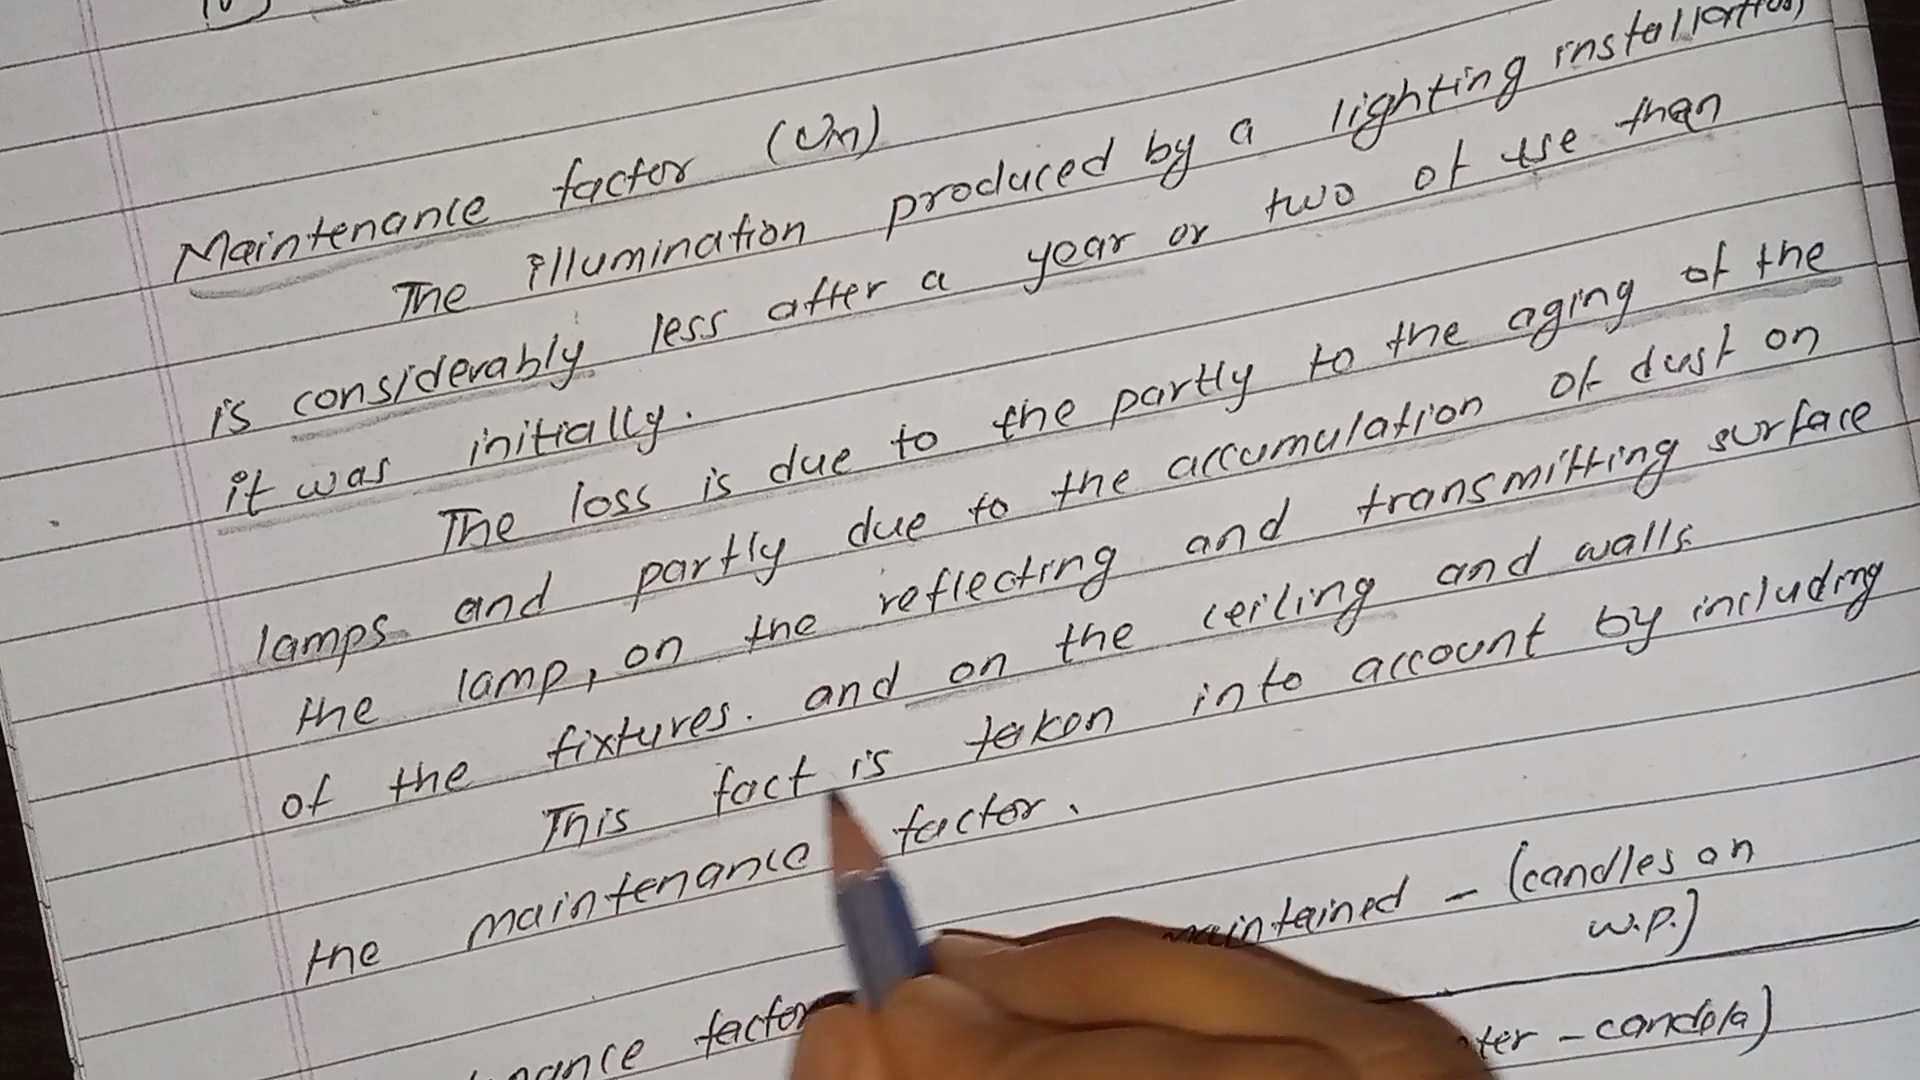 Maintenance factor (Um)
The illumination produced by a lighting installation
is considerably less after a year or two of use than
it was initially.
The loss is due to the partly to the aging of the
lamps and partly due to the accumulation of dust on
the lamp, on the reflecting and transmitting surface
of the fixtures. and on the ceiling and walls.
This fact is taken into account by including
the maintenance factor.
maintained - (candles on
w.p.)
nance factor
ter - candela)